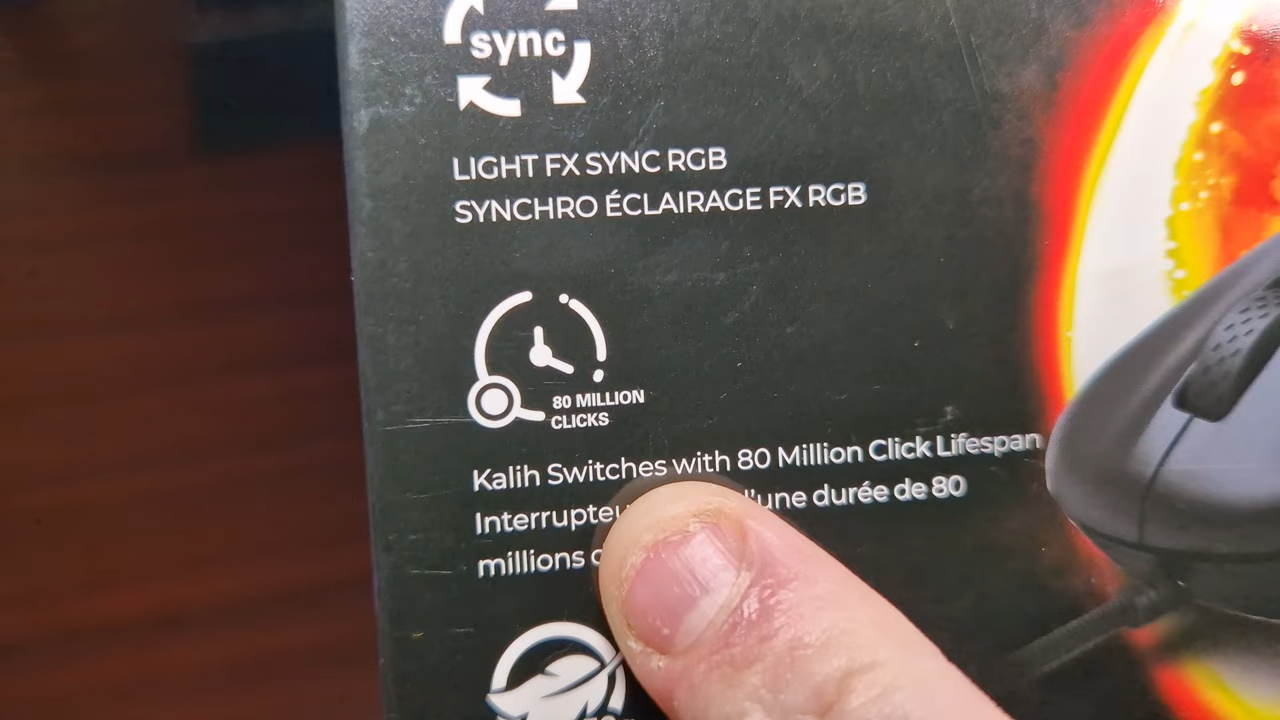 sync
LIGHT FX SYNC RGB
SYNCHRO ÉCLAIRAGE FX RGB
80 MILLION
CLICKS
Kalih Switches with 80 Million Click Lifespan
d'une durée de 80
millions